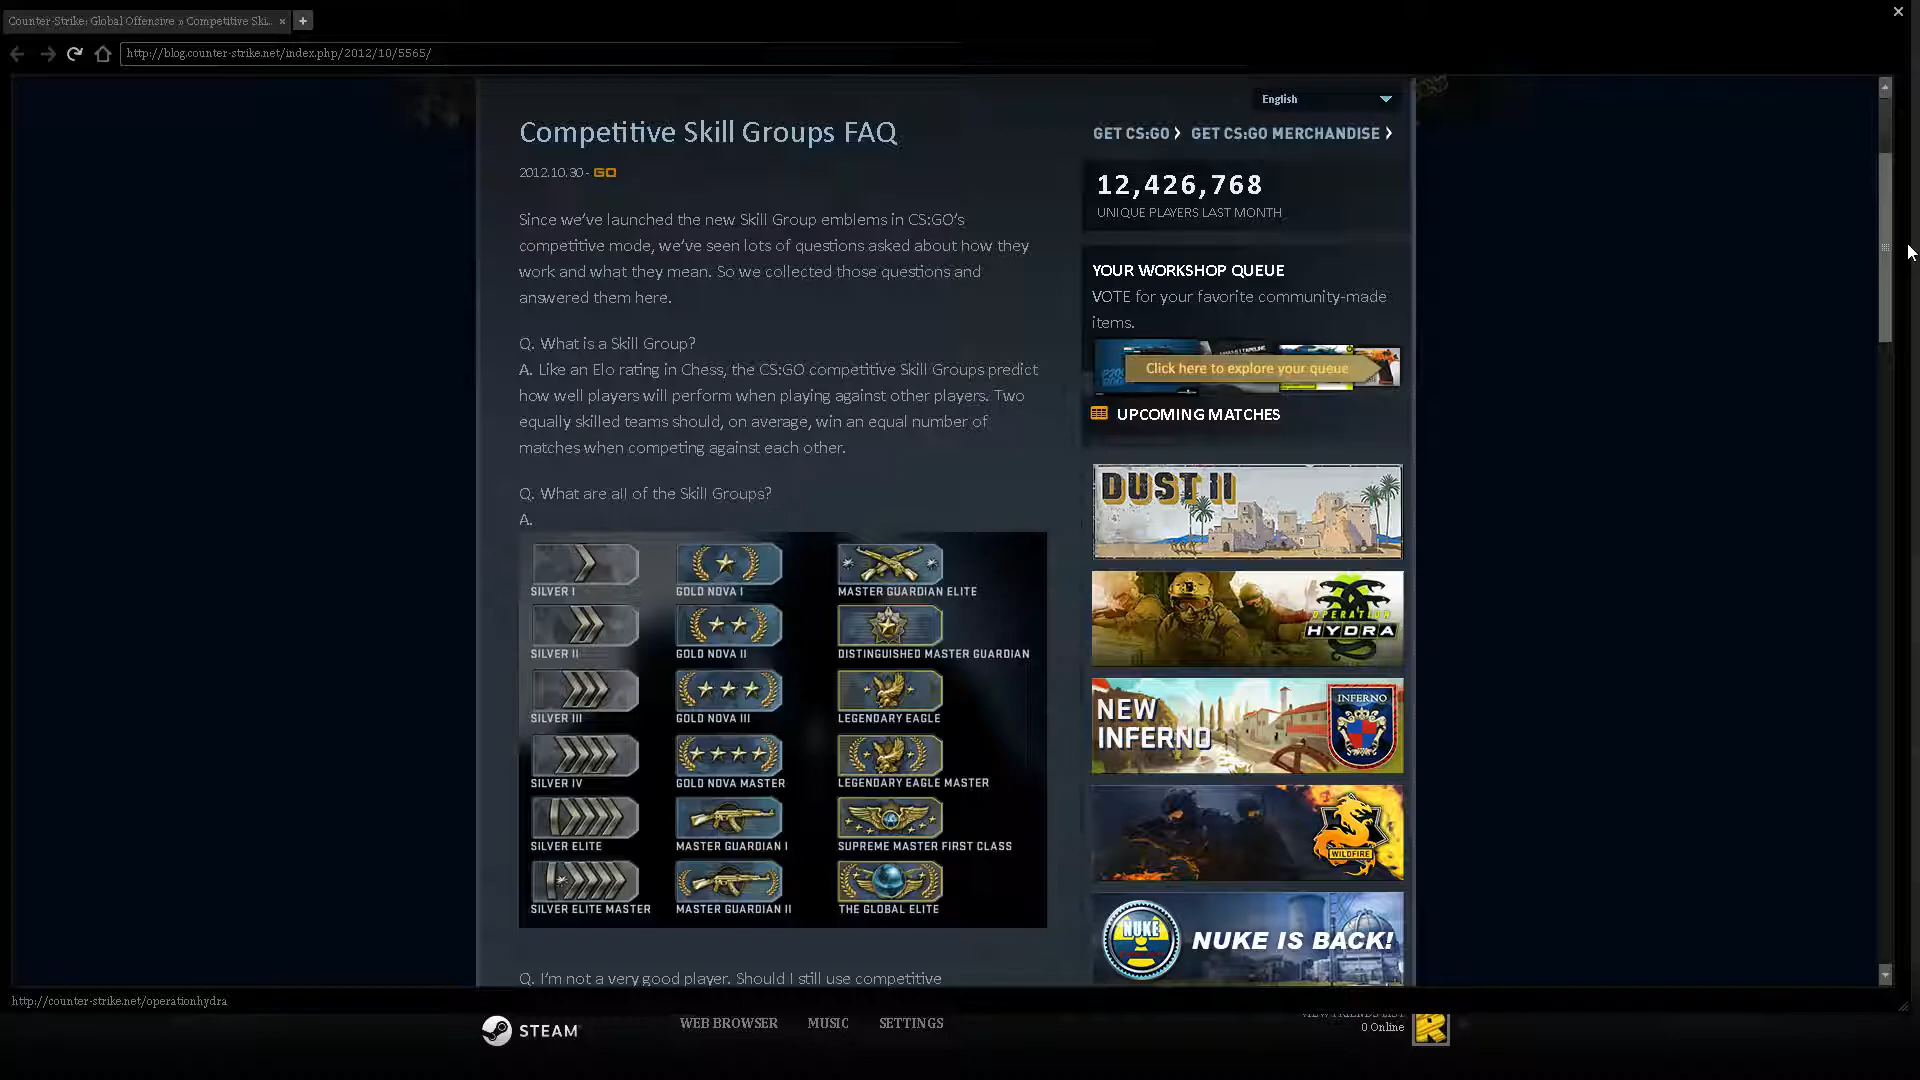 Counter-Strike: Global Offensive » Competitive Ski...
http://blog.counter-strike.net/index.php/2012/10/5565/
English
Competitive Skill Groups FAQ
GET CS:GO
GET CS:GO MERCHANDISE
2012.10.30 - GO
12,426,768
UNIQUE PLAYERS LAST MONTH
Since we've launched the new Skill Group emblems in CS:GO's
competitive mode, we've seen lots of questions asked about how they
work and what they mean. So we collected those questions and
answered them here.
YOUR WORKSHOP QUEUE
VOTE for your favorite community-made
items.
Click here to explore your queue
UPCOMING MATCHES
Q. What is a Skill Group?
A. Like an Elo rating in Chess, the CS:GO competitive Skill Groups predict
how well players will perform when playing against other players. Two
equally skilled teams should, on average, win an equal number of
matches when competing against each other.
Q. What are all of the Skill Groups?
A.
SILVER I
GOLD NOVA I
MASTER GUARDIAN ELITE
SILVER II
GOLD NOVA II
DISTINGUISHED MASTER GUARDIAN
SILVER III
GOLD NOVA III
LEGENDARY EAGLE
SILVER IV
GOLD NOVA MASTER
LEGENDARY EAGLE MASTER
SILVER ELITE
MASTER GUARDIAN I
SUPREME MASTER FIRST CLASS
SILVER ELITE MASTER
MASTER GUARDIAN II
THE GLOBAL ELITE
DUST II
OPERATION
HYDRA
NEW
INFERNO
INFERNO
WILDFIRE
NUKE
NUKE IS BACK!
Q. I'm not a very good player. Should I still use competitive
http://counter-strike.net/operationhydra
STEAM
WEB BROWSER
MUSIC
SETTINGS
VIEW FRIENDS LIST
0 Online